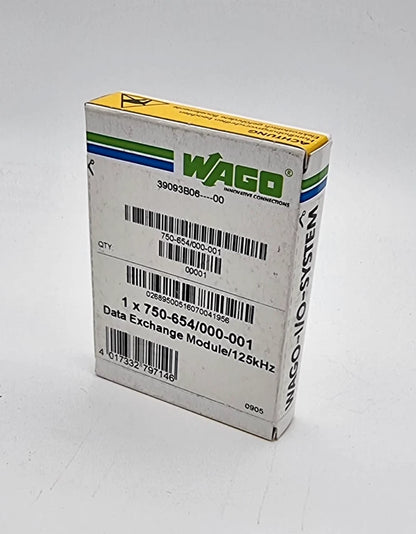 ACHTUNG
WAGO®
INNOVATIVE CONNECTIONS
39093B06----00
750-654/000-001
QTY.
00001
02689500516070041956
1 x 750-654/000-001
Data Exchange Module/125kHz
4 017332 797146
0905
WAGO-I/O-SYSTEM